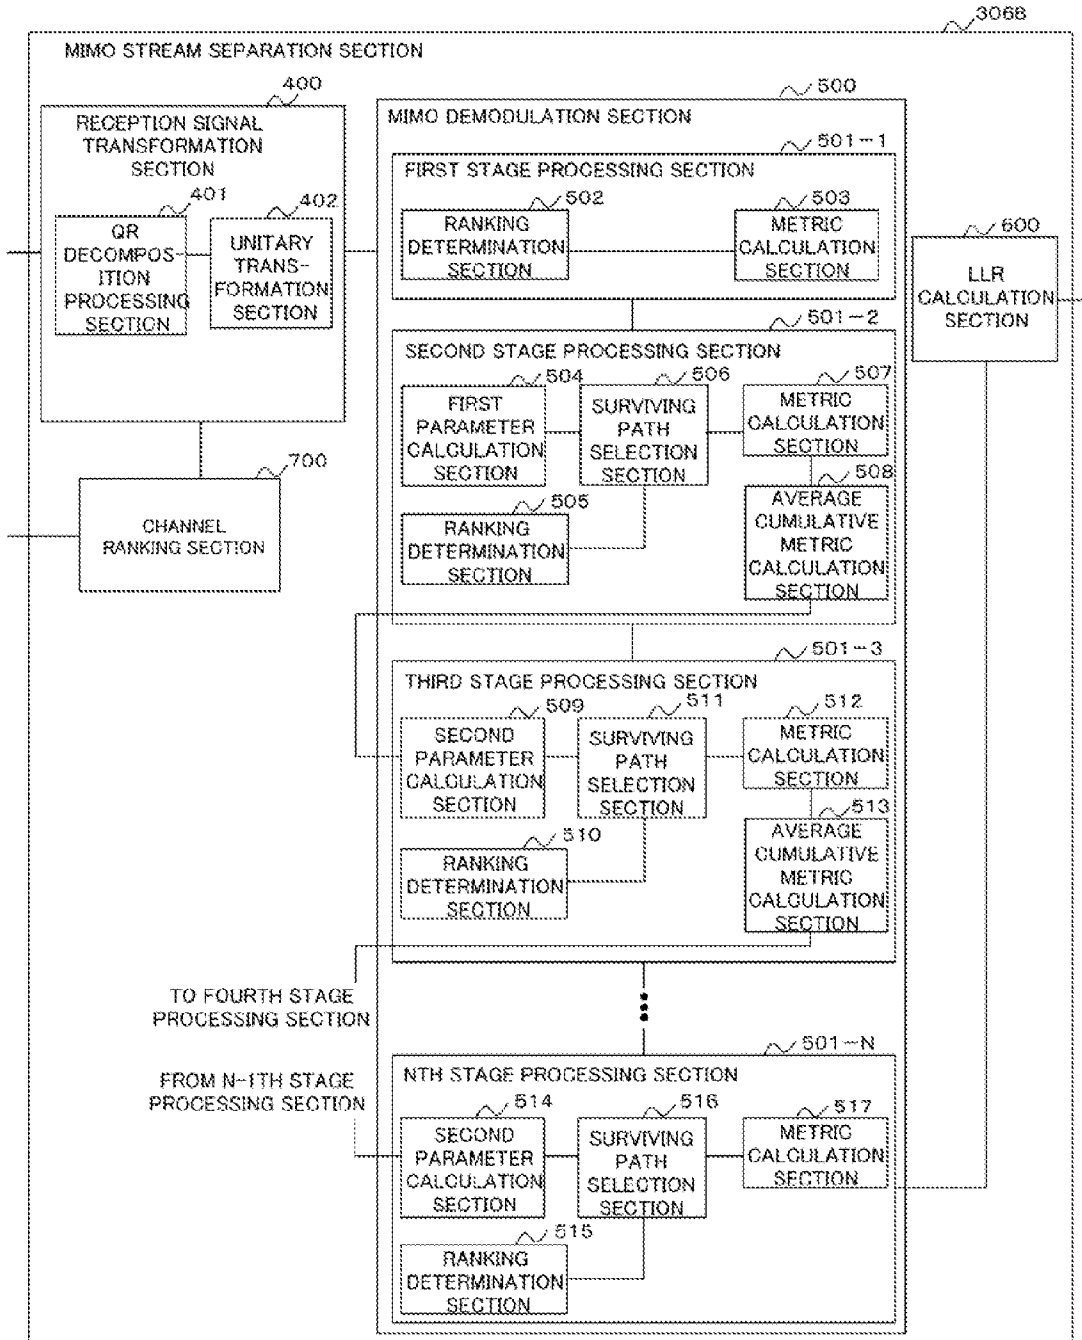 306B
MIMO STREAM SEPARATION SECTION
400
RECEPTION SIGNAL
TRANSFORMATION
SECTION
401
QR
DECOMPOS-
ITION
PROCESSING
SECTION
402
UNITARY
TRANS-
FORMATION
SECTION
700
CHANNEL
RANKING SECTION
500
MIMO DEMODULATION SECTION
501-1
FIRST STAGE PROCESSING SECTION
502
RANKING
DETERMINATION
SECTION
503
METRIC
CALCULATION
SECTION
600
LLR
CALCULATION
SECTION
501-2
SECOND STAGE PROCESSING SECTION
504
FIRST
PARAMETER
CALCULATION
SECTION
506
SURVIVING
PATH
SELECTION
SECTION
507
METRIC
CALCULATION
SECTION
505
RANKING
DETERMINATION
SECTION
508
AVERAGE
CUMULATIVE
METRIC
CALCULATION
SECTION
501-3
THIRD STAGE PROCESSING SECTION
509
SECOND
PARAMETER
CALCULATION
SECTION
511
SURVIVING
PATH
SELECTION
SECTION
512
METRIC
CALCULATION
SECTION
510
RANKING
DETERMINATION
SECTION
513
AVERAGE
CUMULATIVE
METRIC
CALCULATION
SECTION
TO FOURTH STAGE
PROCESSING SECTION
FROM N-1TH STAGE
PROCESSING SECTION
501-N
NTH STAGE PROCESSING SECTION
514
SECOND
PARAMETER
CALCULATION
SECTION
516
SURVIVING
PATH
SELECTION
SECTION
517
METRIC
CALCULATION
SECTION
515
RANKING
DETERMINATION
SECTION